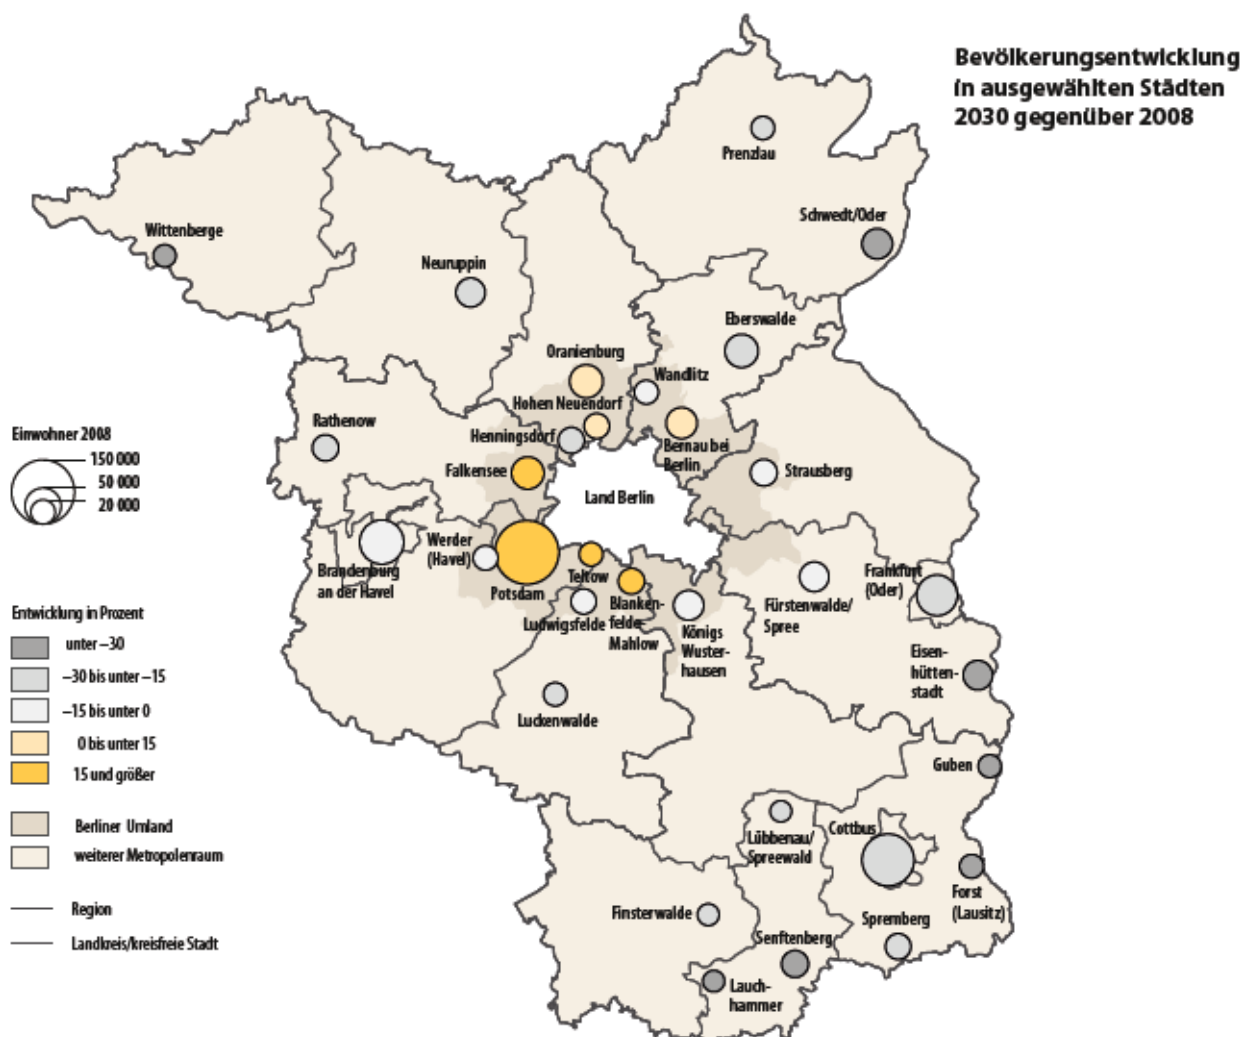 Bevölkerungsentwicklung
in ausgewählten Städten
2030 gegenüber 2008
Prenzlau
Schwedt/Oder
Wittenberge
Neuruppin
Eberswalde
Oranienburg
Wandlitz
Hohen Neuendorf
Rathenow
Henningsdorf
Bernau bei
Berlin
Falkensee
Strausberg
Land Berlin
Einwohner 2008
150 000
50 000
20 000
Werder
(Havel)
Brandenburg
an der Havel
Potsdam
Teltow
Ludwigsfelde
Blanken-
felde-
Mahlow
Königs
Wuster-
hausen
Fürstenwalde/
Spree
Frankfurt
(Oder)
Eisen-
hütten-
stadt
Luckenwalde
Entwicklung in Prozent
unter –30
–30 bis unter –15
–15 bis unter 0
0 bis unter 15
15 und größer
Berliner Umland
weiterer Metropolenraum
Region
Landkreis/kreisfreie Stadt
Guben
Lübbenau/
Spreewald
Cottbus
Forst
(Lausitz)
Finsterwalde
Spremberg
Senftenberg
Lauch-
hammer